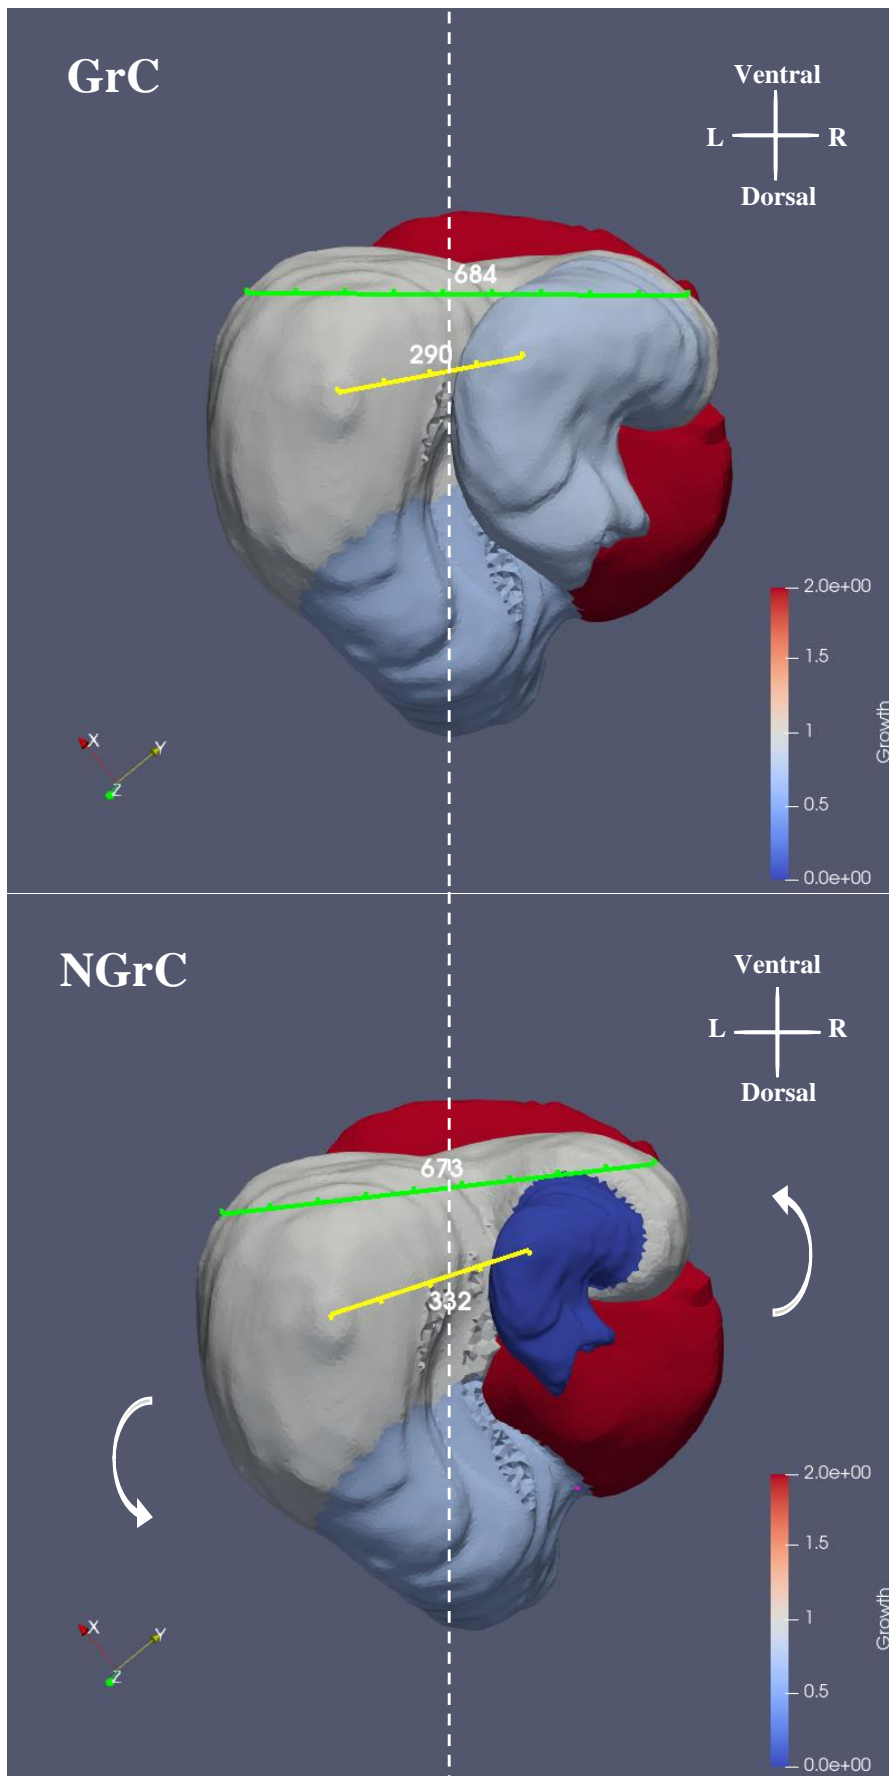 GrC
Ventral
L R
Dorsal
684
290
2.0e+00
1.5
1
0.5
0.0e+00
Growth
X
Y
Z
NGrC
Ventral
L R
Dorsal
673
332
2.0e+00
1.5
1
0.5
0.0e+00
Growth
X
Y
Z